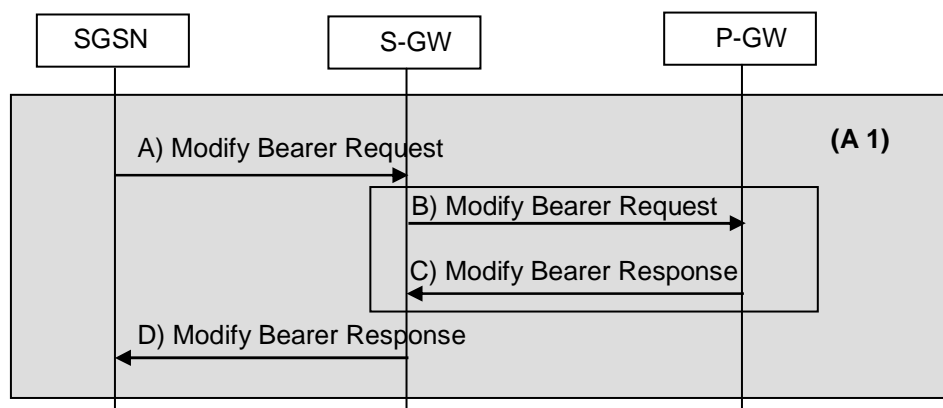 SGSN
S-GW
P-GW
(A 1)
A) Modify Bearer Request
B) Modify Bearer Request
C) Modify Bearer Response
D) Modify Bearer Response